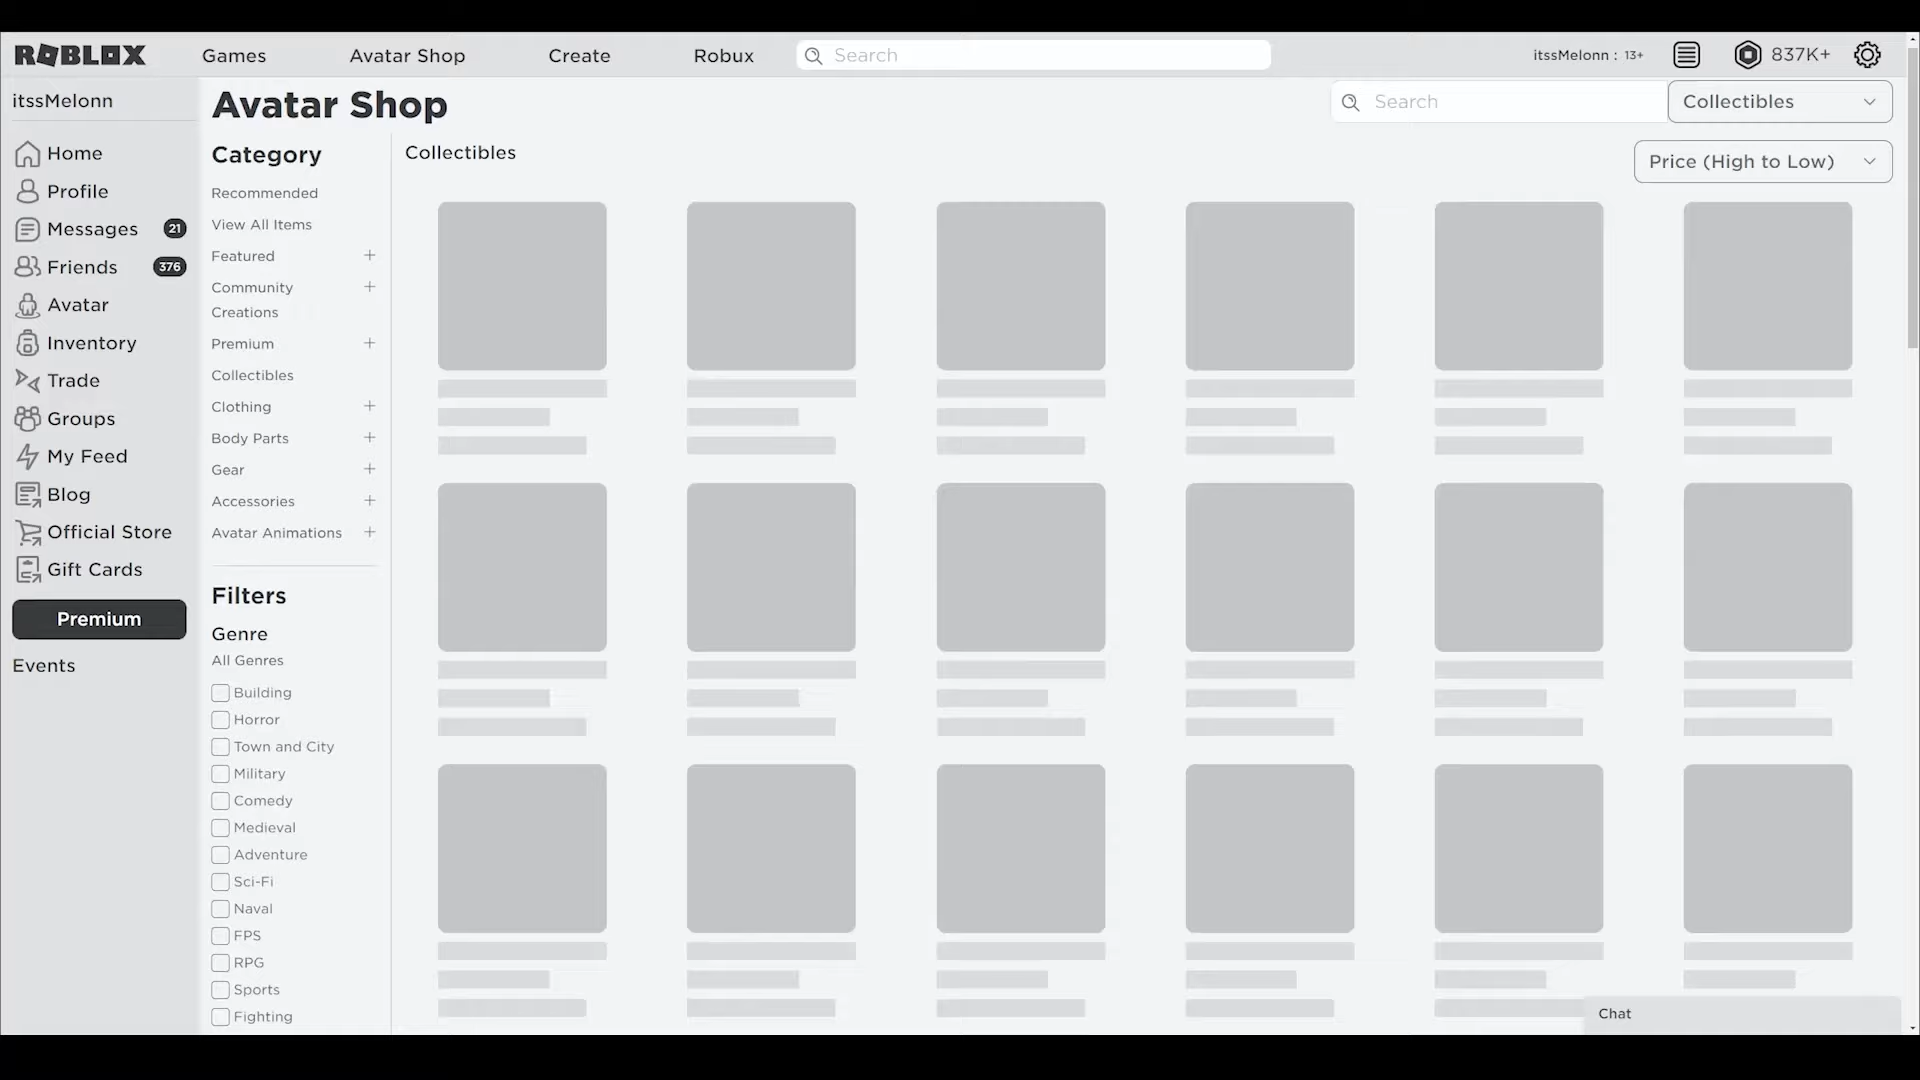 ROBLOX
Games
Avatar Shop
Create
Robux
Search
itssMelonn : 13+
837K+
itssMelonn
Home
Profile
Messages 21
Friends 376
Avatar
Inventory
Trade
Groups
My Feed
Blog
Official Store
Gift Cards
Premium
Events
Avatar Shop
Search
Collectibles
Category
Recommended
View All Items
Featured +
Community +
Creations
Premium +
Collectibles
Clothing +
Body Parts +
Gear +
Accessories +
Avatar Animations +
Filters
Genre
All Genres
Building
Horror
Town and City
Military
Comedy
Medieval
Adventure
Sci-Fi
Naval
FPS
RPG
Sports
Fighting
Collectibles
Price (High to Low)
Chat